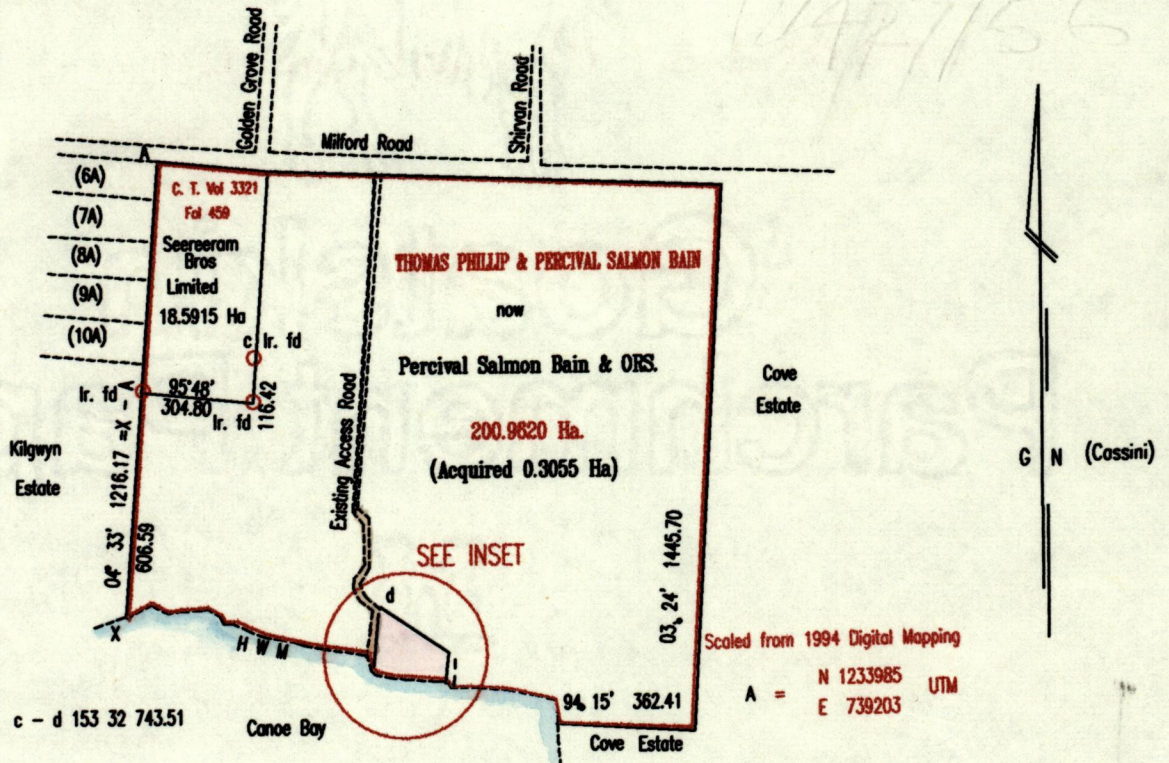 Golden Grove Road
Shirvan Road
Milford Road
A
(6A)
(7A)
(8A)
(9A)
(10A)
C. T. Vol 3321
Fol 459
Seereeram
Bros
Limited
18.5915 Ha
THOMAS PHILLIP & PERCIVAL SALMON BAIN
now
Percival Salmon Bain & ORS.
200.9620 Ha.
(Acquired 0.3055 Ha)
Cove
Estate
G N (Cassini)
c Ir. fd
Ir. fd
95°48'
304.80
Ir. fd
116.42
Kilgwyn
Estate
04° 33' 1216.17 =X - A
606.59
Existing Access Road
SEE INSET
d
03° 24' 1445.70
Scaled from 1994 Digital Mapping
A = N 1233985
E 739203 UTM
X
H W M
94° 15' 362.41
c - d 153 32 743.51
Canoe Bay
Cove Estate